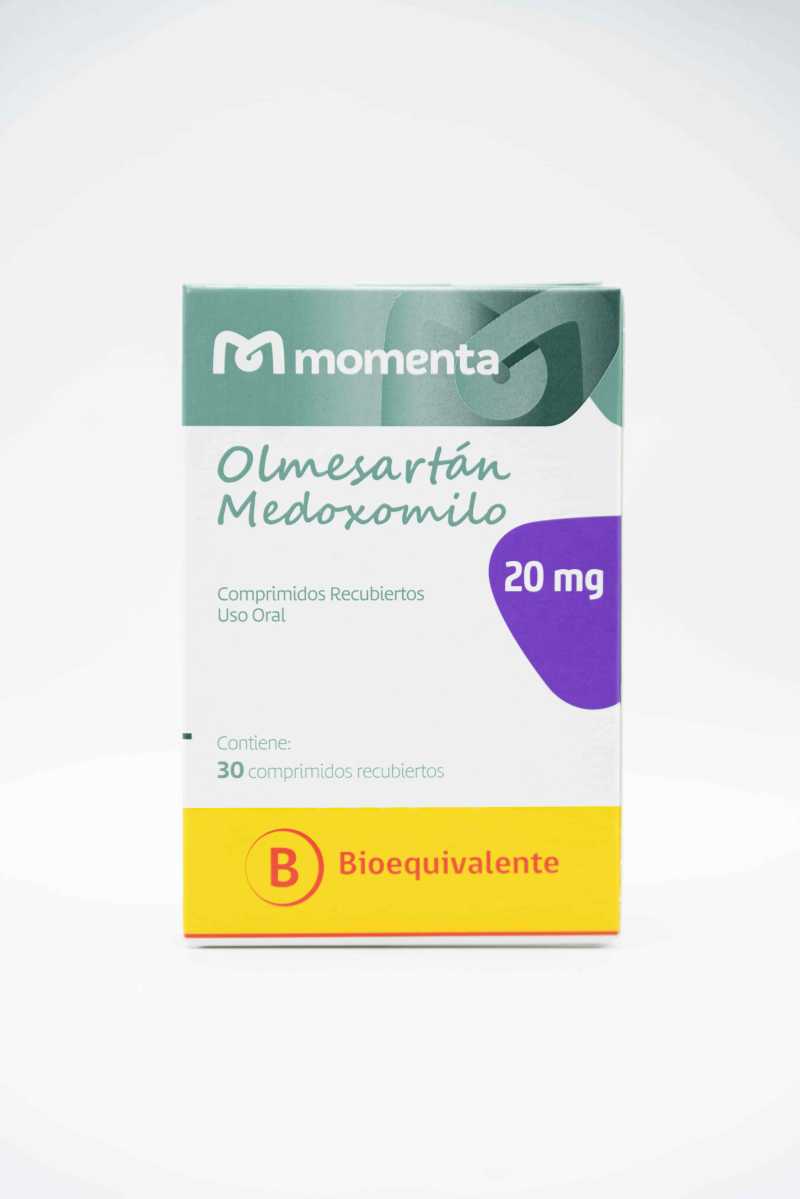 momenta
Olmesartán
Medoxomilo
20 mg
Comprimidos Recubiertos
Uso Oral
Contiene:
30 comprimidos recubiertos
B Bioequivalente